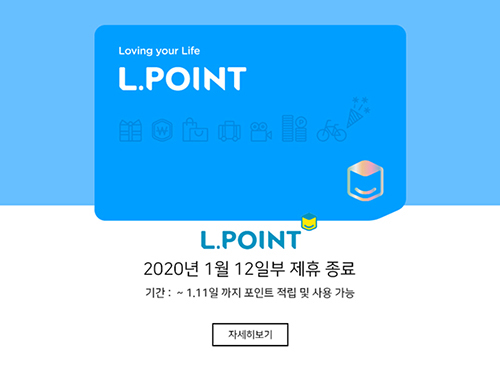 Loving your Life
L.POINT
L.POINT
2020년 1월 12일부 제휴 종료
기간 : ~ 1.11일 까지 포인트 적립 및 사용 가능
자세히보기